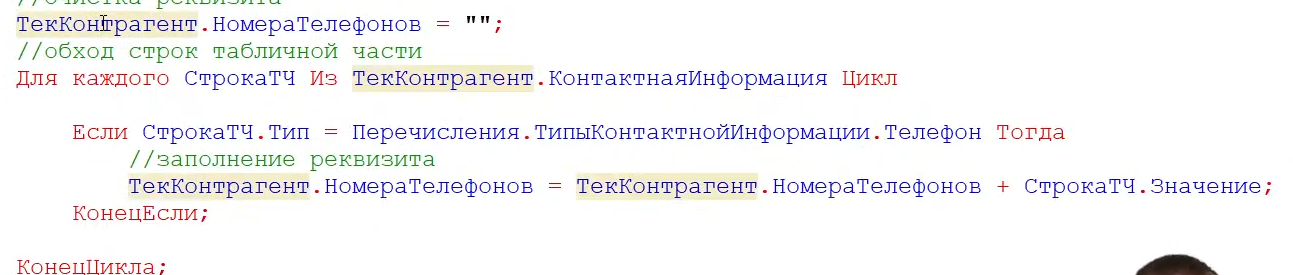 //очистка реквизита
ТекКонтрагент.НомераТелефонов = "";
//обход строк табличной части
Для каждого СтрокаТЧ Из ТекКонтрагент.КонтактнаяИнформация Цикл
Если СтрокаТЧ.Тип = Перечисления.ТипыКонтактнойИнформации.Телефон Тогда
//заполнение реквизита
ТекКонтрагент.НомераТелефонов = ТекКонтрагент.НомераТелефонов + СтрокаТЧ.Значение;
КонецЕсли;
КонецЦикла;